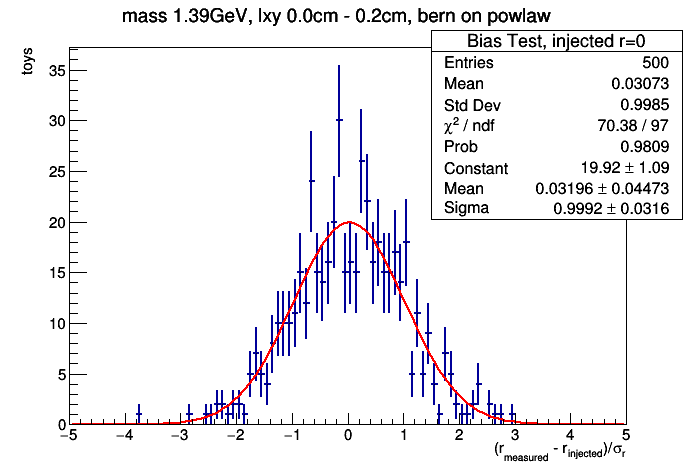 mass 1.39GeV, lxy 0.0cm - 0.2cm, bern on powlaw
Bias Test, injected r=0
Entries 500
Mean 0.03073
Std Dev 0.9985
χ² / ndf 70.38 / 97
Prob 0.9809
Constant 19.92 ± 1.09
Mean 0.03196 ± 0.04473
Sigma 0.9992 ± 0.0316
toys
35
30
25
20
15
10
5
0
−5 −4 −3 −2 −1 0 1 2 3 4 5
(r_measured - r_injected)/σ_r